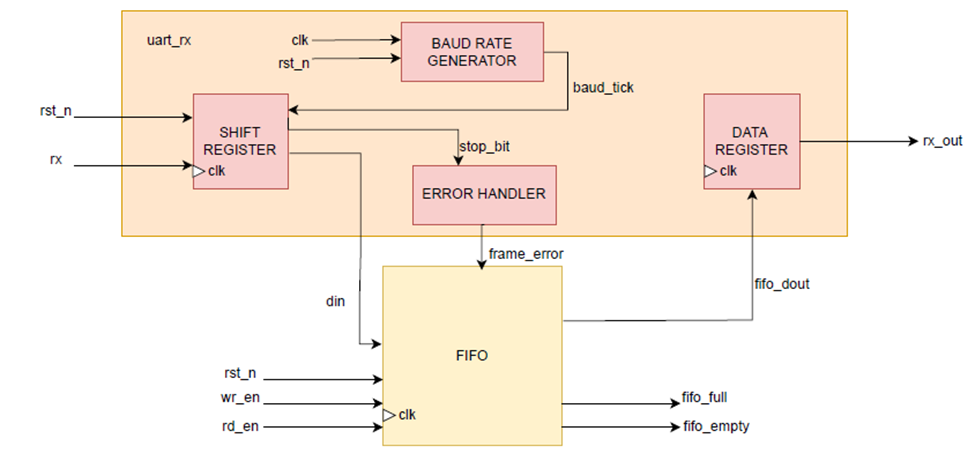 uart_rx
clk
rst_n
BAUD RATE
GENERATOR
baud_tick
rst_n
rx
SHIFT
REGISTER
clk
stop_bit
ERROR HANDLER
DATA
REGISTER
clk
rx_out
frame_error
din
fifo_dout
FIFO
rst_n
wr_en
rd_en
clk
fifo_full
fifo_empty